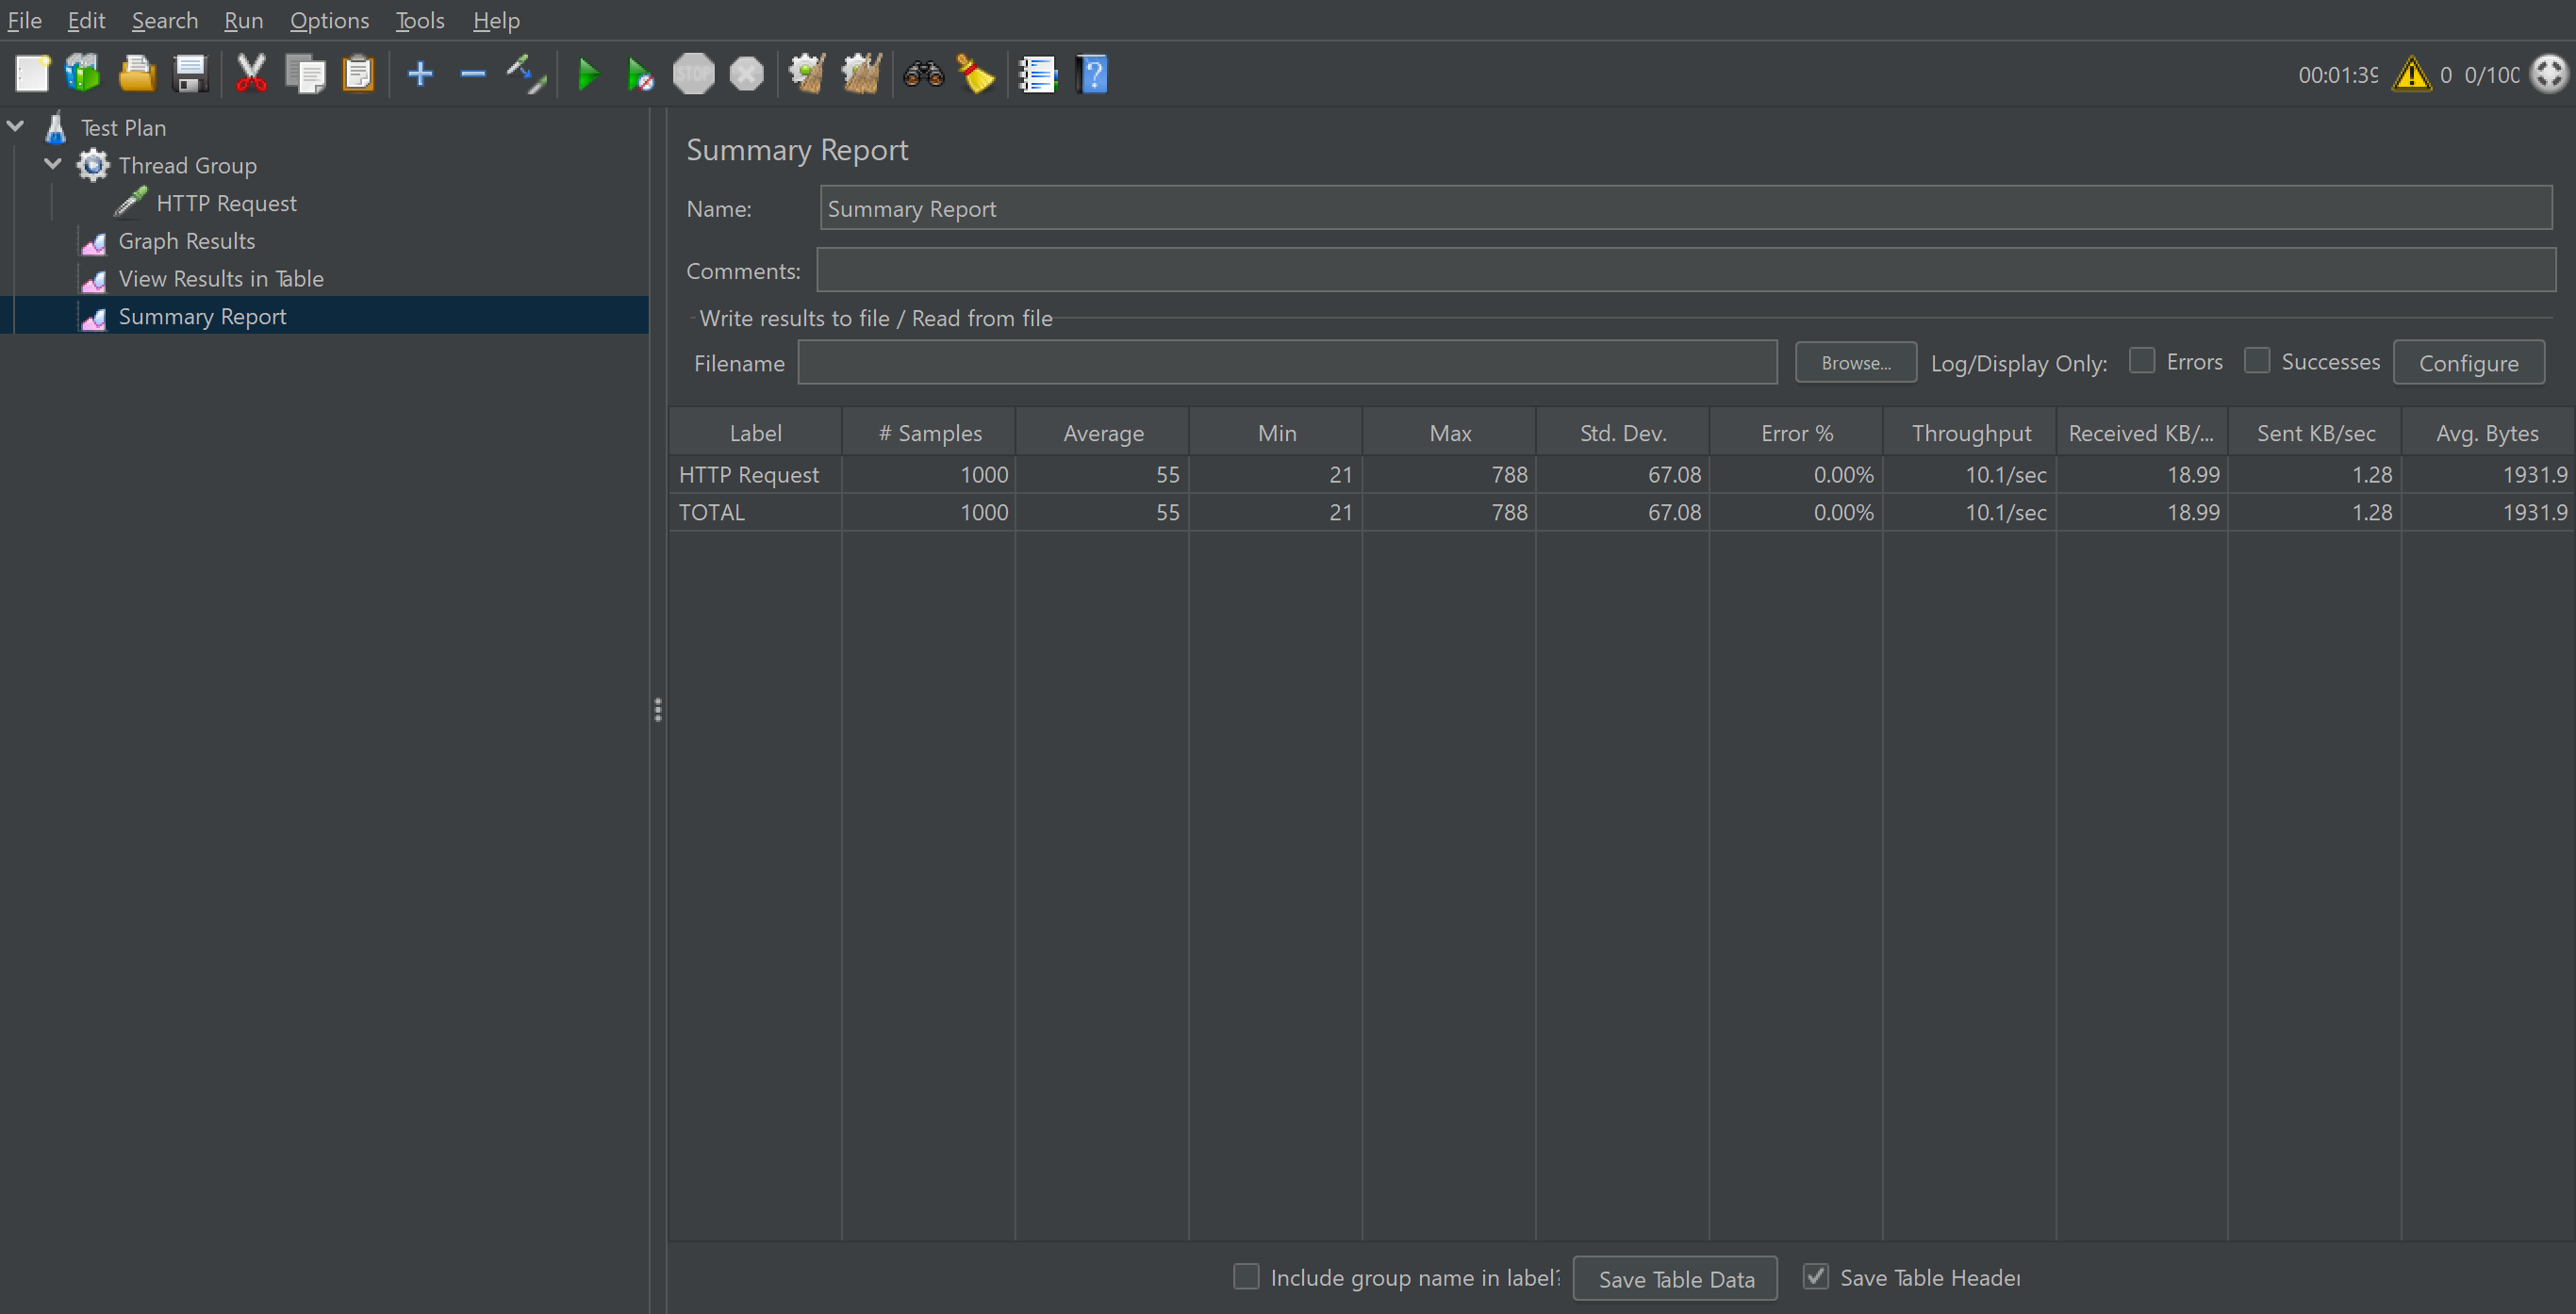 File Edit Search Run Options Tools Help
STOP
?
00:01:39 0 0/100
Test Plan
Thread Group
HTTP Request
Graph Results
View Results in Table
Summary Report
Summary Report
Name: Summary Report
Comments:
Write results to file / Read from file
Filename Browse... Log/Display Only: Errors Successes Configure
Label # Samples Average Min Max Std. Dev. Error % Throughput Received KB/... Sent KB/sec Avg. Bytes
HTTP Request 1000 55 21 788 67.08 0.00% 10.1/sec 18.99 1.28 1931.9
TOTAL 1000 55 21 788 67.08 0.00% 10.1/sec 18.99 1.28 1931.9
Include group name in label? Save Table Data Save Table Header